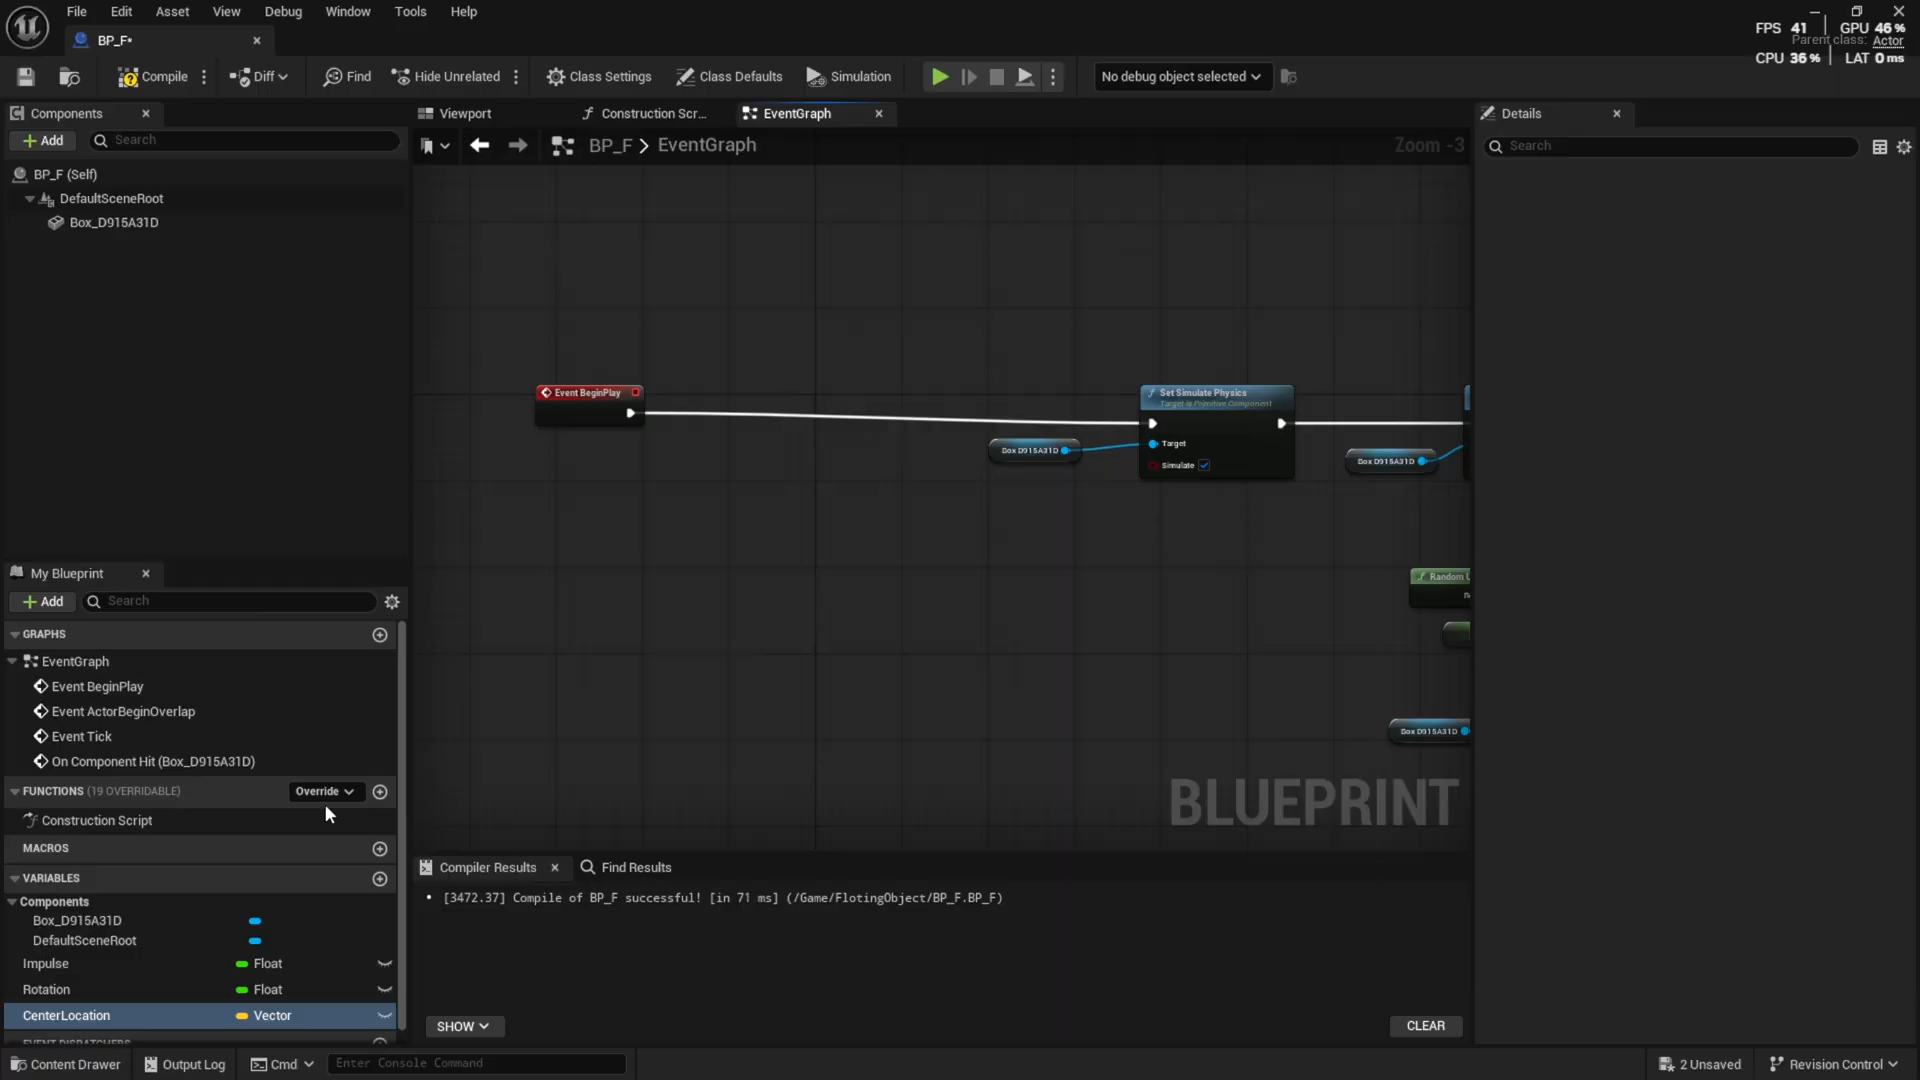 File Edit Asset View Debug Window Tools Help
FPS 41 GPU 46 %
BP_F*
Parent class: Actor
CPU 36 % LAT 0 ms
Compile Diff Find Hide Unrelated Class Settings Class Defaults Simulation No debug object selected
Components Viewport Construction Scr... EventGraph Details
Add Search BP_F EventGraph Zoom -3 Search
BP_F (Self)
DefaultSceneRoot
Box_D915A31D
Event BeginPlay
Set Simulate Physics
Target is Primitive Component
Box D915A31D Target
Box D915A31D
Simulate
Random U
Box D915A31D
BLUEPRINT
My Blueprint
Add Search
GRAPHS
EventGraph
Event BeginPlay
Event ActorBeginOverlap
Event Tick
On Component Hit (Box_D915A31D)
FUNCTIONS (19 OVERRIDABLE) Override
Construction Script
MACROS
VARIABLES
Components
Box_D915A31D
DefaultSceneRoot
Impulse Float
Rotation Float
CenterLocation Vector
EVENT DISPATCHERS
Compiler Results Find Results
• [3472.37] Compile of BP_F successful! [in 71 ms] (/Game/FlotingObject/BP_F.BP_F)
SHOW CLEAR
Content Drawer Output Log Cmd Enter Console Command 2 Unsaved Revision Control